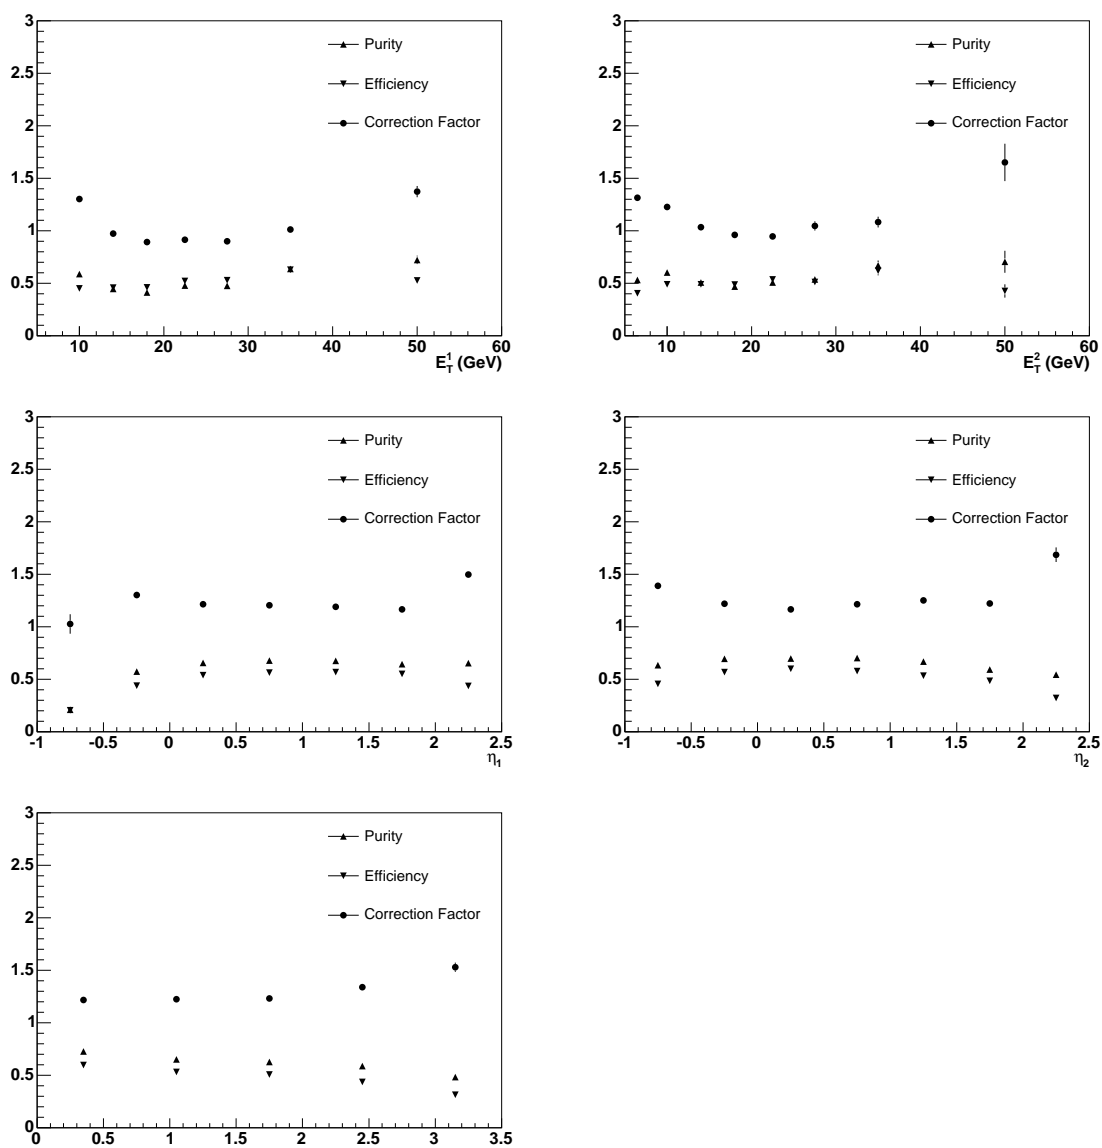 3
2.5
2
1.5
1
0.5
0
Purity
Efficiency
Correction Factor
10 20 30 40 50 60
E_T^1 (GeV)
3
2.5
2
1.5
1
0.5
0
Purity
Efficiency
Correction Factor
10 20 30 40 50 60
E_T^2 (GeV)
3
2.5
2
1.5
1
0.5
0
Purity
Efficiency
Correction Factor
-1 -0.5 0 0.5 1 1.5 2 2.5
η_1
3
2.5
2
1.5
1
0.5
0
Purity
Efficiency
Correction Factor
-1 -0.5 0 0.5 1 1.5 2 2.5
η_2
3
2.5
2
1.5
1
0.5
0
Purity
Efficiency
Correction Factor
0 0.5 1 1.5 2 2.5 3 3.5